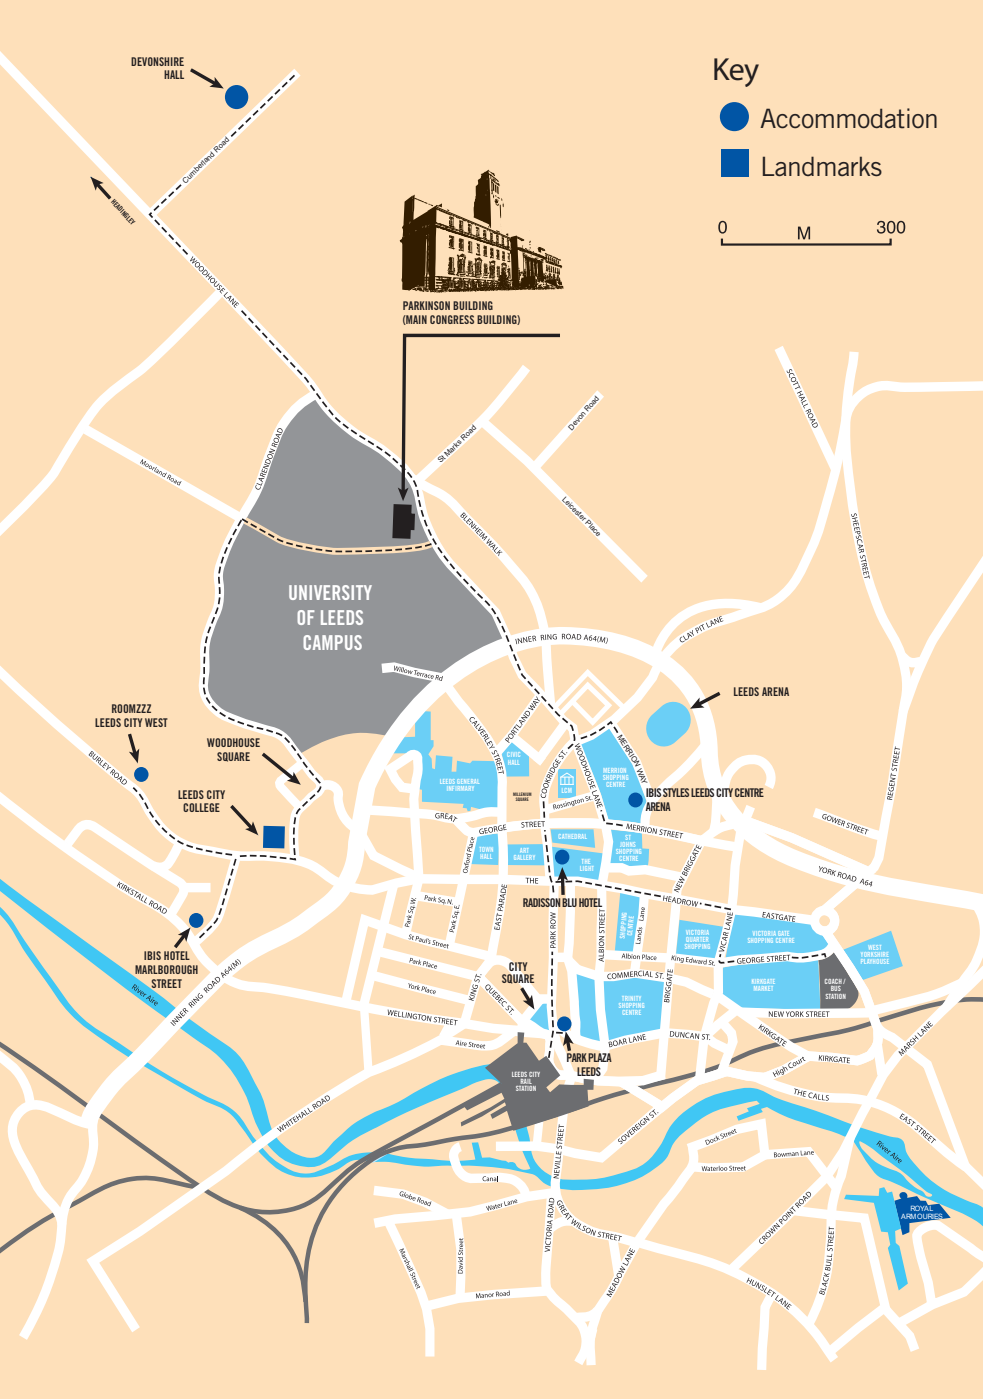 DEVONSHIRE
HALL
Key
Accommodation
Landmarks
0
M
300
Cumberland Road
HEADINGLEY
WOODHOUSE LANE
PARKINSON BUILDING
(MAIN CONGRESS BUILDING)
SCOTT HALL ROAD
St Marks Road
Devon Road
CLARENDON ROAD
Moorland Road
Leicester Place
BLENHEIM WALK
SHEEPSCAR STREET
UNIVERSITY
OF LEEDS
CAMPUS
INNER RING ROAD A64(M)
CLAY PIT LANE
Willow Terrace Rd
LEEDS ARENA
ROOMZZZ
LEEDS CITY WEST
WOODHOUSE
SQUARE
BURLEY ROAD
LEEDS CITY
COLLEGE
CALVERLEY STREET
PORTLAND WAY
CIVIC
HALL
COOKRIDGE ST.
WOODHOUSE LANE
MERRION WAY
MERRION
SHOPPING
CENTRE
REGENT STREET
LEEDS GENERAL
INFIRMARY
MILLENIUM
SQUARE
LCM
Rossington St.
IBIS STYLES LEEDS CITY CENTRE
ARENA
GREAT
GEORGE
STREET
MERRION STREET
GOWER STREET
CATHEDRAL
Oxford Place
TOWN
HALL
ART
GALLERY
THE
LIGHT
ST
JOHNS
SHOPPING
CENTRE
NEW BRIGGATE
YORK ROAD A64
THE
HEADROW
KIRKSTALL ROAD
RADISSON BLU HOTEL
Park Sq. W.
Park Sq. N.
Park Sq. E.
EAST PARADE
PARK ROW
ALBION STREET
SHOPPING
CENTRE
Lands Lane
VICAR LANE
EASTGATE
VICTORIA
QUARTER
SHOPPING
VICTORIA GATE
SHOPPING CENTRE
WEST
YORKSHIRE
PLAYHOUSE
St Paul's Street
IBIS HOTEL
MARLBOROUGH
STREET
Park Place
Albion Place
King Edward St.
GEORGE STREET
CITY
SQUARE
COMMERCIAL ST.
BRIGGATE
KIRKGATE
MARKET
COACH /
BUS
STATION
York Place
KING ST.
QUEBEC ST.
TRINITY
SHOPPING
CENTRE
River Aire
INNER RING ROAD A64(M)
WELLINGTON STREET
NEW YORK STREET
Aire Street
BOAR LANE
DUNCAN ST.
KIRKGATE
MARSH LANE
PARK PLAZA
LEEDS
High Court
KIRKGATE
LEEDS CITY
RAIL
STATION
THE CALLS
WHITEHALL ROAD
SOVEREIGN ST.
EAST STREET
NEVILLE STREET
Dock Street
Bowman Lane
River Aire
Waterloo Street
Canal
Globe Road
Water Lane
VICTORIA ROAD
GREAT WILSON STREET
CROWN POINT ROAD
ROYAL
ARMOURIES
Marshall Street
David Street
MEADOW LANE
BLACK BULL STREET
Manor Road
HUNSLET LANE